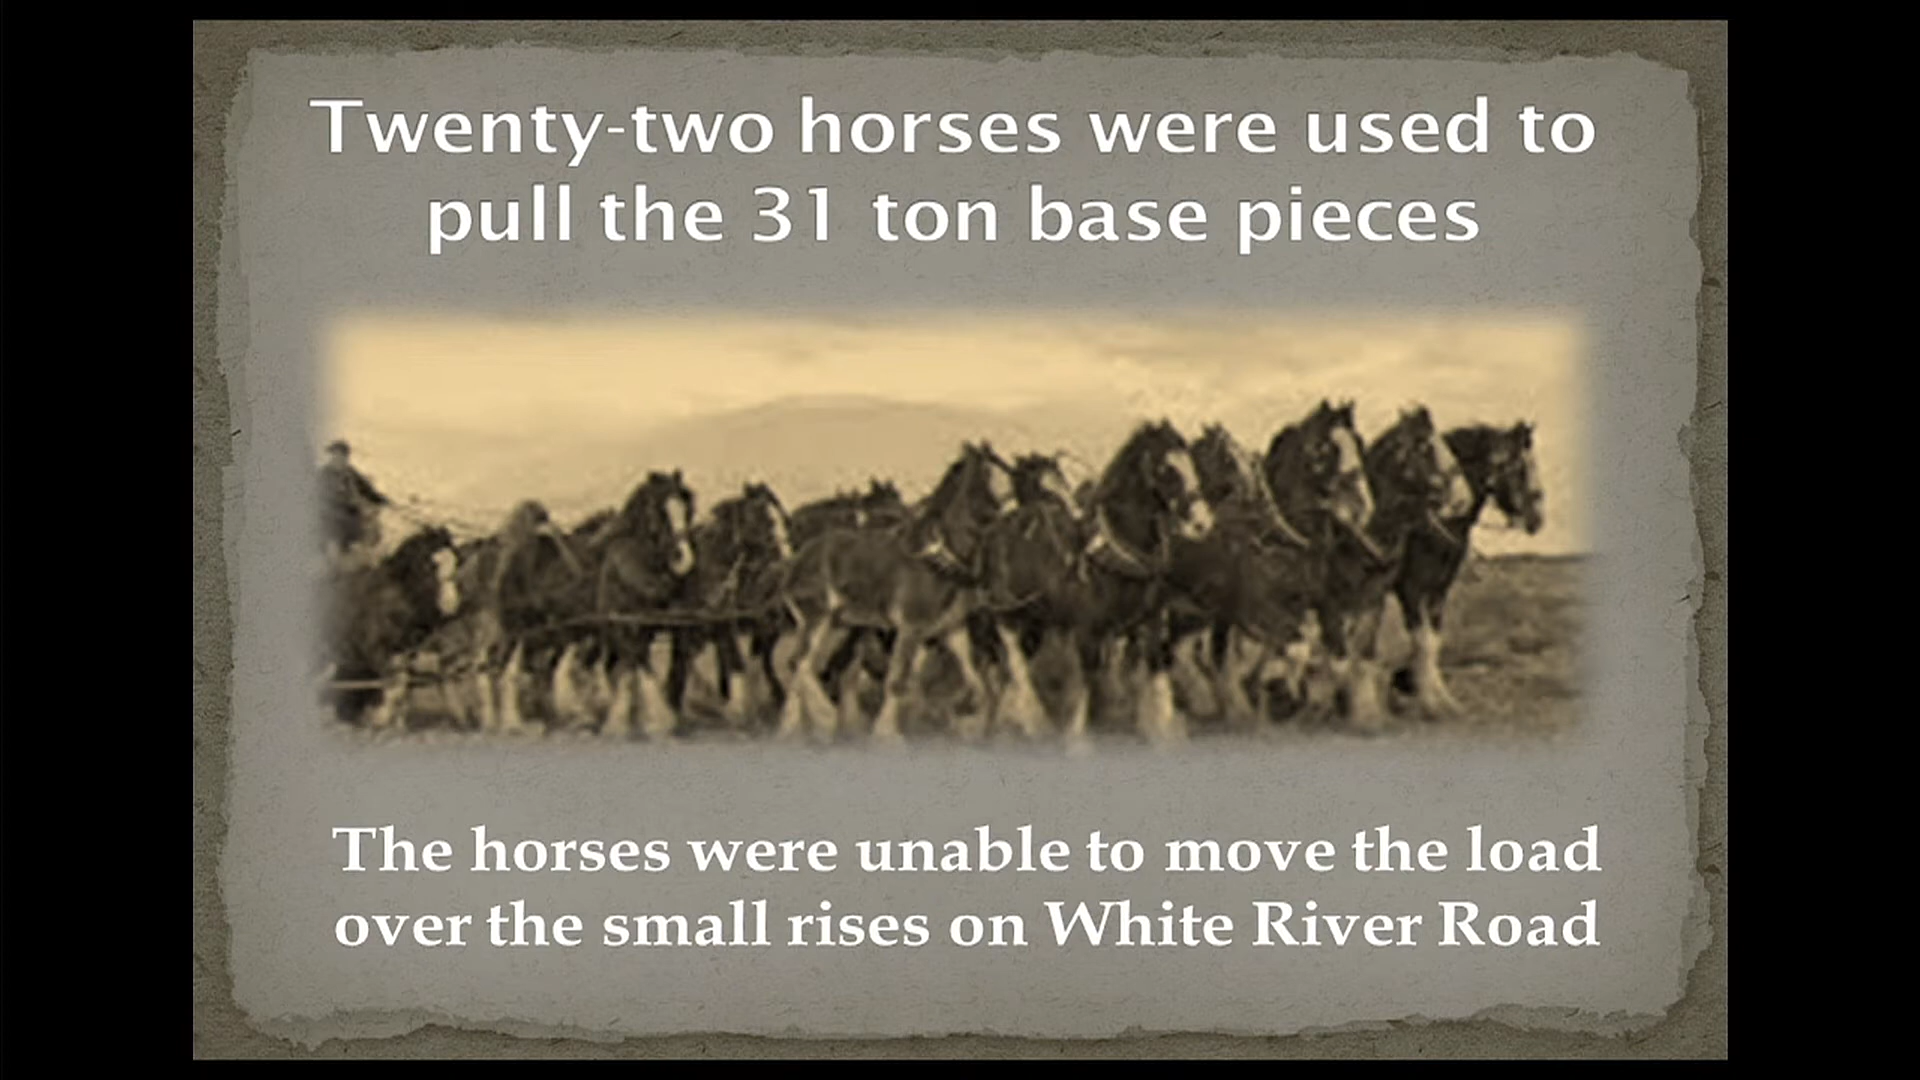 Twenty-two horses were used to
pull the 31 ton base pieces
The horses were unable to move the load
over the small rises on White River Road